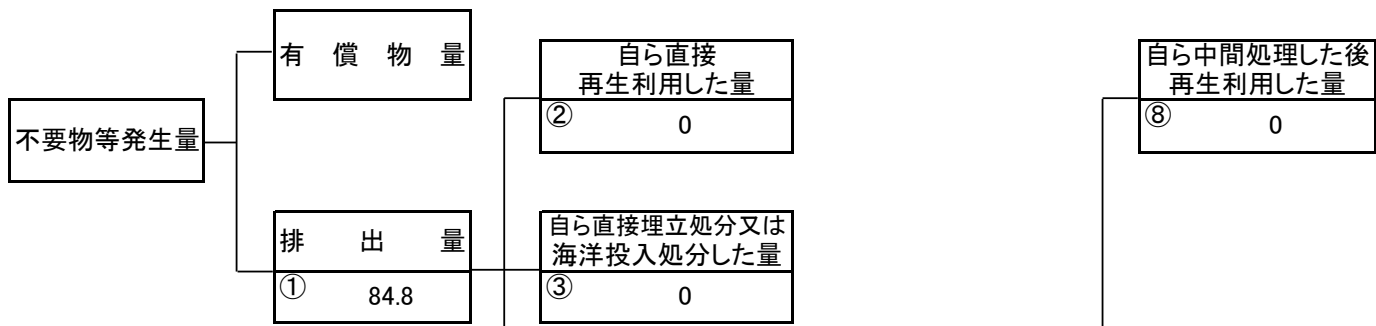 有償物量
不要物等発生量
排出量
① 84.8
自ら直接
再生利用した量
② 0
自ら直接埋立処分又は
海洋投入処分した量
③ 0
自ら中間処理した後
再生利用した量
⑧ 0